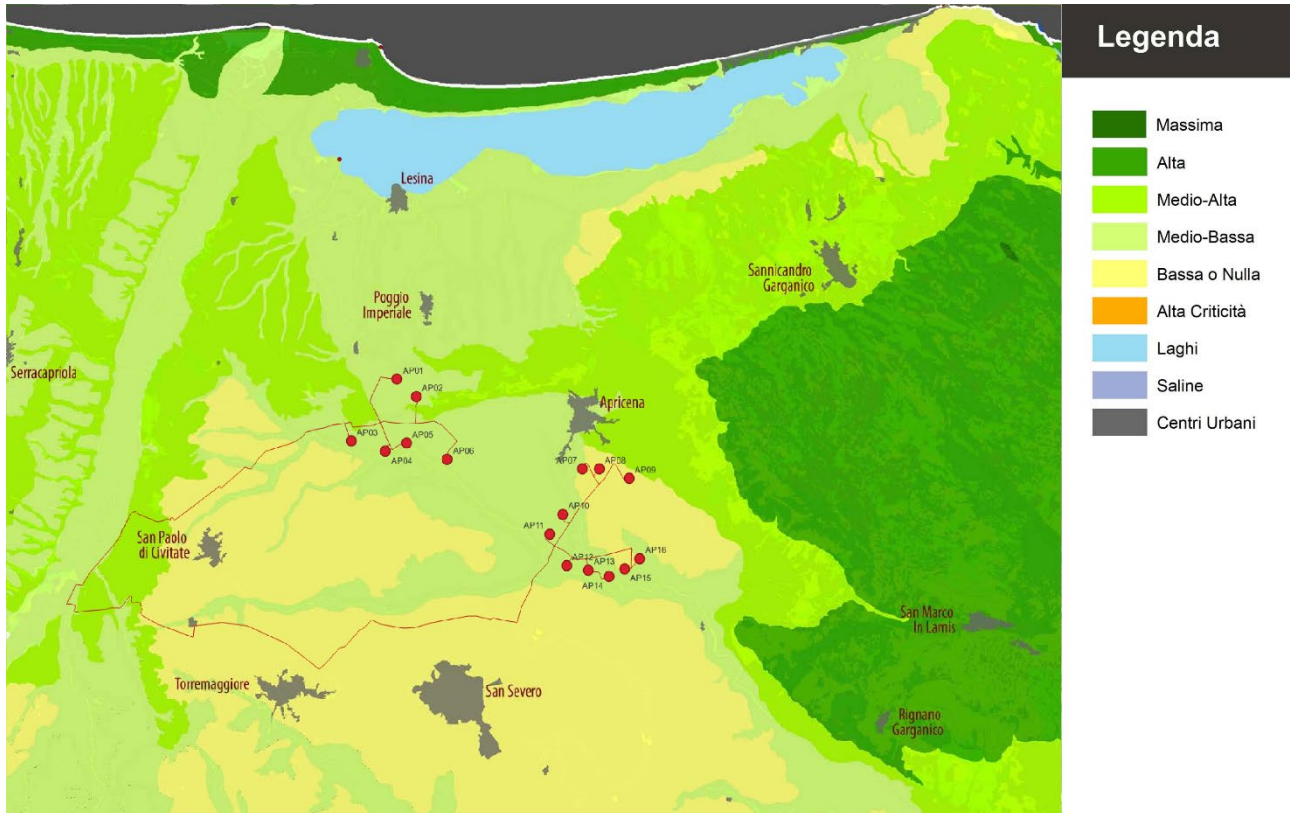 Legenda
Massima
Alta
Medio-Alta
Medio-Bassa
Bassa o Nulla
Alta Criticità
Laghi
Saline
Centri Urbani
Lesina
Sannicandro
Garganico
Poggio
Imperiale
Serracapriola
AP01
AP02
Apricena
AP03
AP05
AP04
AP06
AP07
AP08
AP09
AP10
AP11
San Paolo
di Civitate
AP12
AP13
AP16
AP14
AP15
San Marco
In Lamis
Torremaggiore
San Severo
Rignano
Garganico